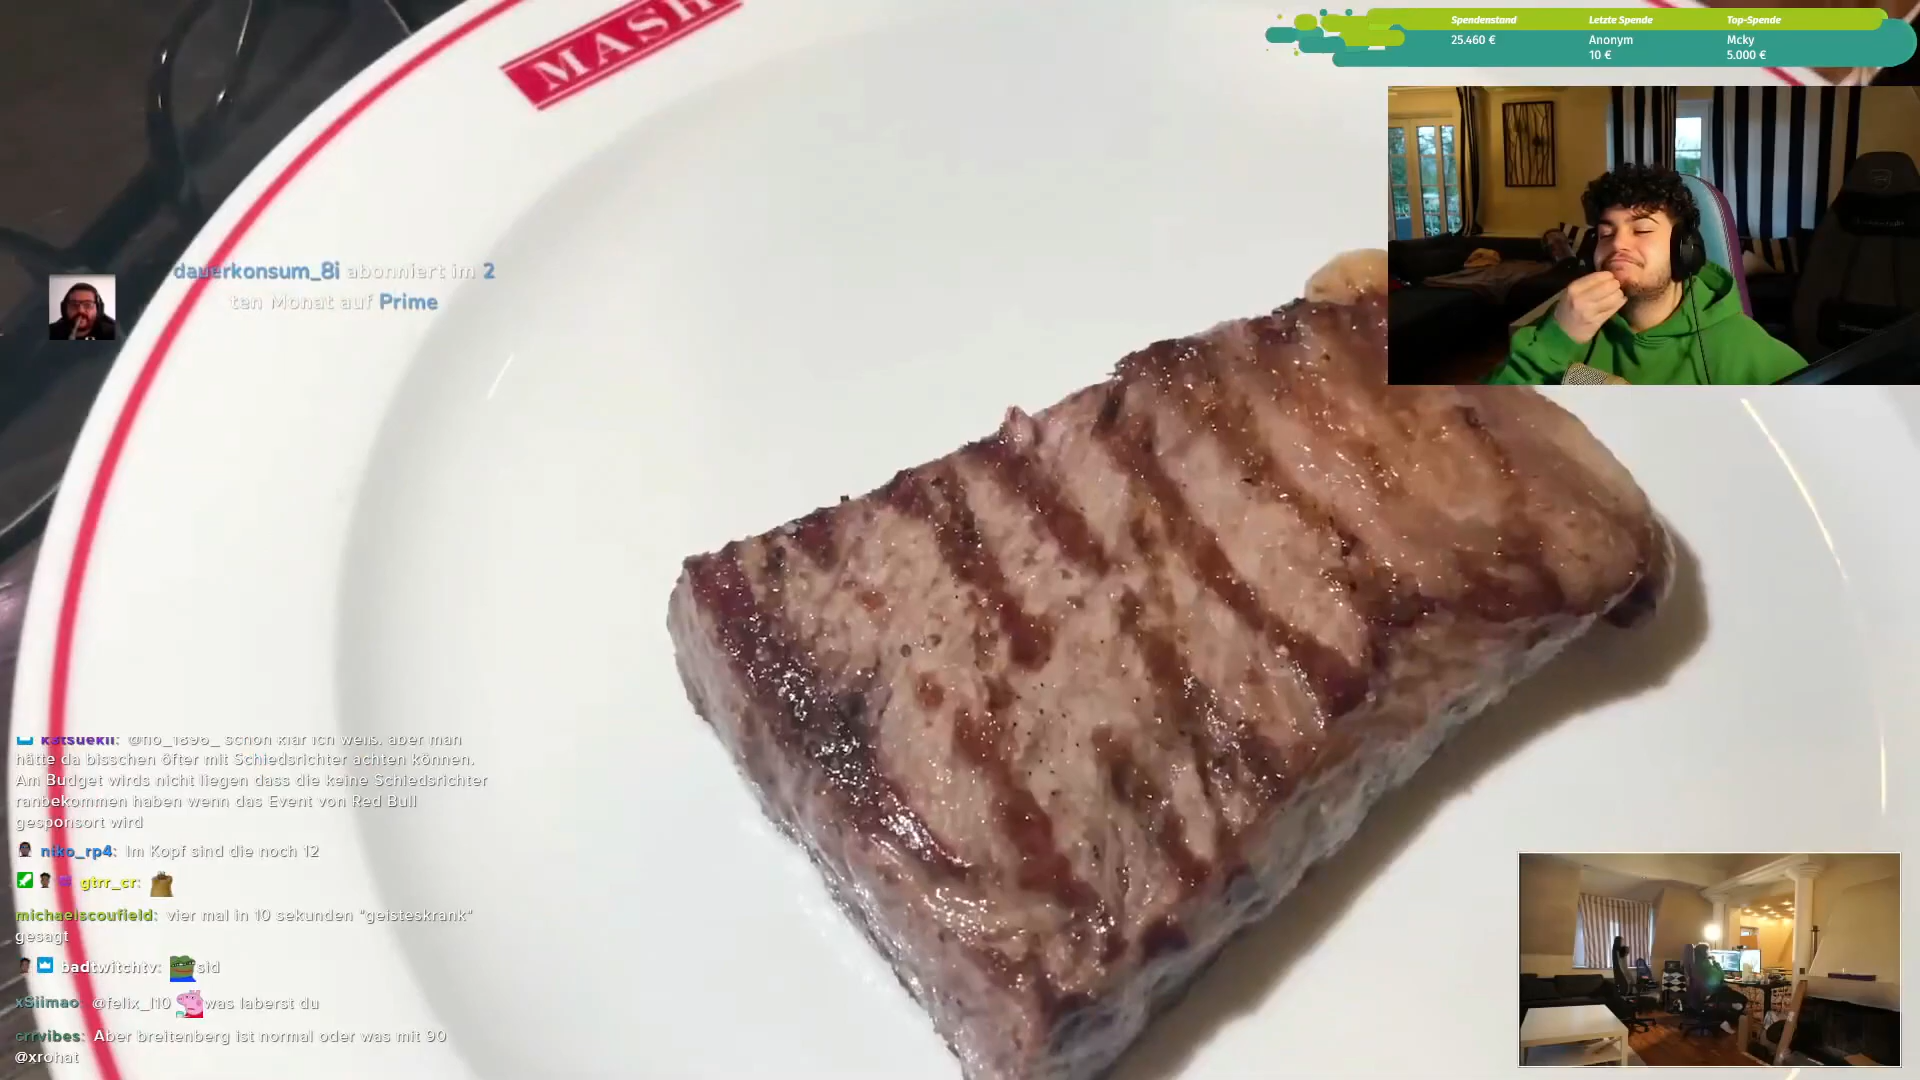 MASH
Spendenstand
Letzte Spende
Top-Spende
25.460 €
Anonym
10 €
Mcky
5.000 €
dauerkonsum_8i abonniert im 2
ten Monat auf Prime
schon klar ich weiß, aber man
hätte da bisschen öfter mit Schiedsrichter achten können.
Am Budget wirds nicht liegen dass die keine Schiedsrichter
ranbekommen haben wenn das Event von Red Bull
gesponsort wird
niko_rp4: Im Kopf sind die noch 12
gtrr_cr:
michaelscoufield: vier mal in 10 sekunden "geisteskrank"
gesagt
badtwitchtv: sid
xSiimao: @felix_l10 was laberst du
crrvibes: Aber breitenberg ist normal oder was mit 90
@xrohat